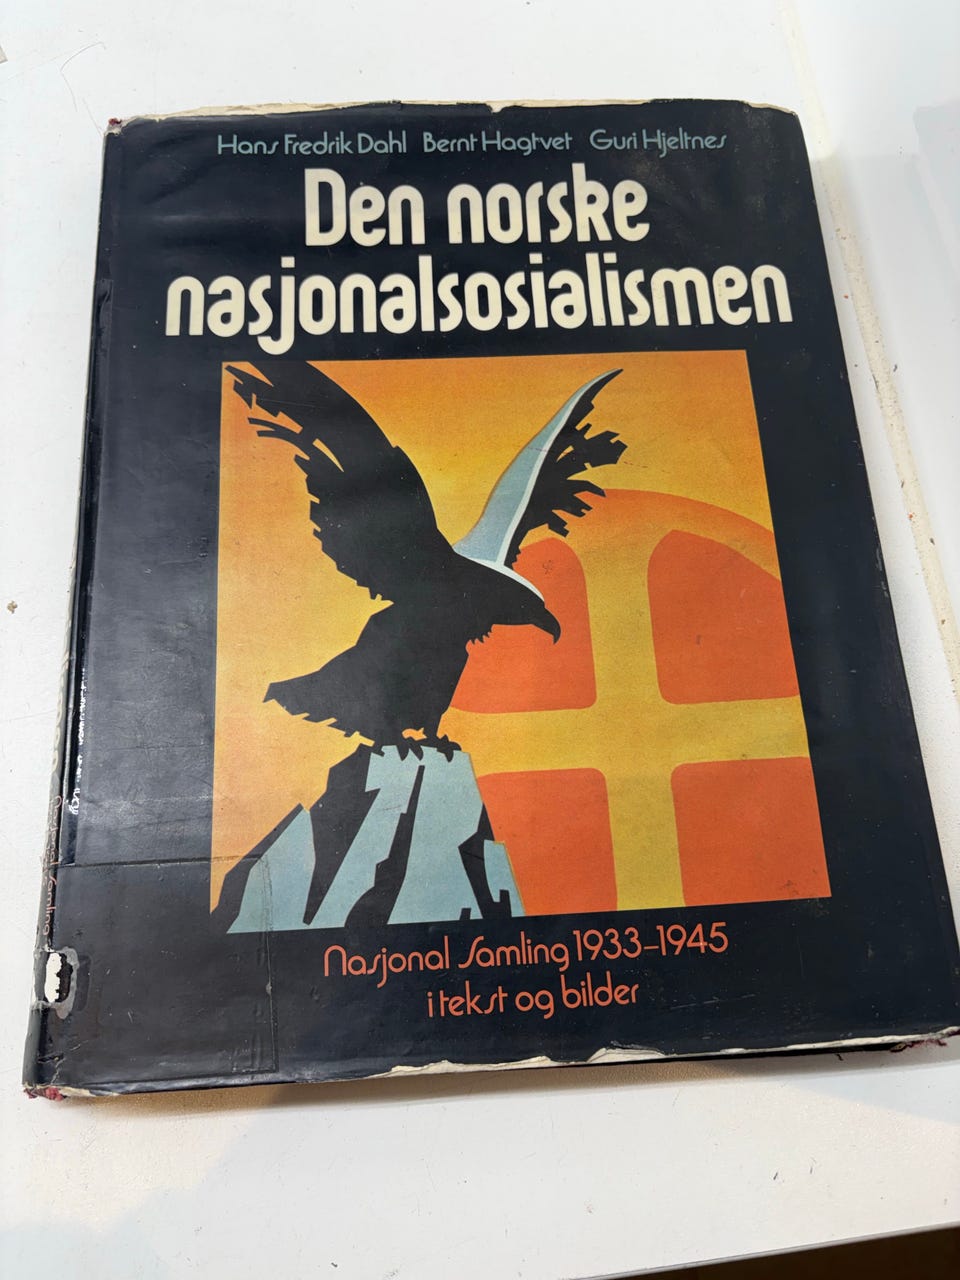 Hans Fredrik Dahl Bernt Hagtvet Guri Hjeltnes
Den norske
nasjonalsosialismen
Nasjonal Samling 1933–1945
i tekst og bilder